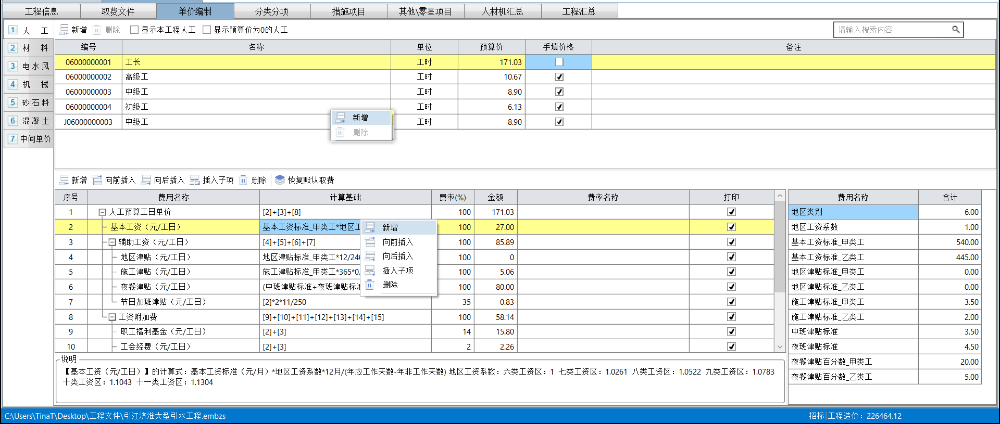 工程信息 取费文件 单价编制 分类分项 措施项目 其他\零星项目 人材机汇总 工程汇总
1 人 工 新增 删除 显示本工程人工 显示预算价为0的人工 请输入搜索内容
2 材 料
3 电水风
4 机 械
5 砂石料
6 混凝土
7 中间单价
编号 名称 单位 预算价 手填价格 备注
06000000001 工长 工时 171.03
06000000002 高级工 工时 10.67
06000000003 中级工 工时 8.90
06000000004 初级工 工时 6.13
J06000000003 中级工 工时 8.90
新增
删除
新增 向前插入 向后插入 插入子项 删除 恢复默认取费
序号 费用名称 计算基础 费率(%) 金额 费率名称 打印
1 人工预算工日单价 [2]+[3]+[8] 100 171.03
2 基本工资（元/工日） 基本工资标准_甲类工*地区工 100 27.00
3 辅助工资（元/工日） [4]+[5]+[6]+[7] 100 85.89
4 地区津贴（元/工日） 地区津贴标准_甲类工*12/240 100 0
5 施工津贴（元/工日） 施工津贴标准_甲类工*365*0. 100 5.06
6 夜餐津贴（元/工日） (中班津贴标准+夜班津贴标准 100 80.00
7 节日加班津贴（元/工日） [2]*2*11/250 35 0.83
8 工资附加费 [9]+[10]+[11]+[12]+[13]+[14]+[15] 100 58.14
9 职工福利基金（元/工日） [2]+[3] 14 15.80
10 工会经费（元/工日） [2]+[3] 2 2.26
新增
向前插入
向后插入
插入子项
删除
费用名称 合计
地区类别 6.00
地区工资系数 1.00
基本工资标准_甲类工 540.00
基本工资标准_乙类工 445.00
地区津贴标准_甲类工 0.00
地区津贴标准_乙类工 0.00
施工津贴标准_甲类工 3.50
施工津贴标准_乙类工 2.00
中班津贴标准 3.50
夜班津贴标准 4.50
夜餐津贴百分数_甲类工 20.00
夜餐津贴百分数_乙类工 5.00
说明
【基本工资（元/工日）】的计算式：基本工资标准（元/月）*地区工资系数*12月/(年应工作天数-年非工作天数) 地区工资系数：六类工资区：1 七类工资区：1.0261 八类工资区：1.0522 九类工资区：1.0783
十类工资区：1.1043 十一类工资区：1.1304
C:\Users\TinaT\Desktop\工程文件\引江济淮大型引水工程.embzs 招标 工程造价：226464.12